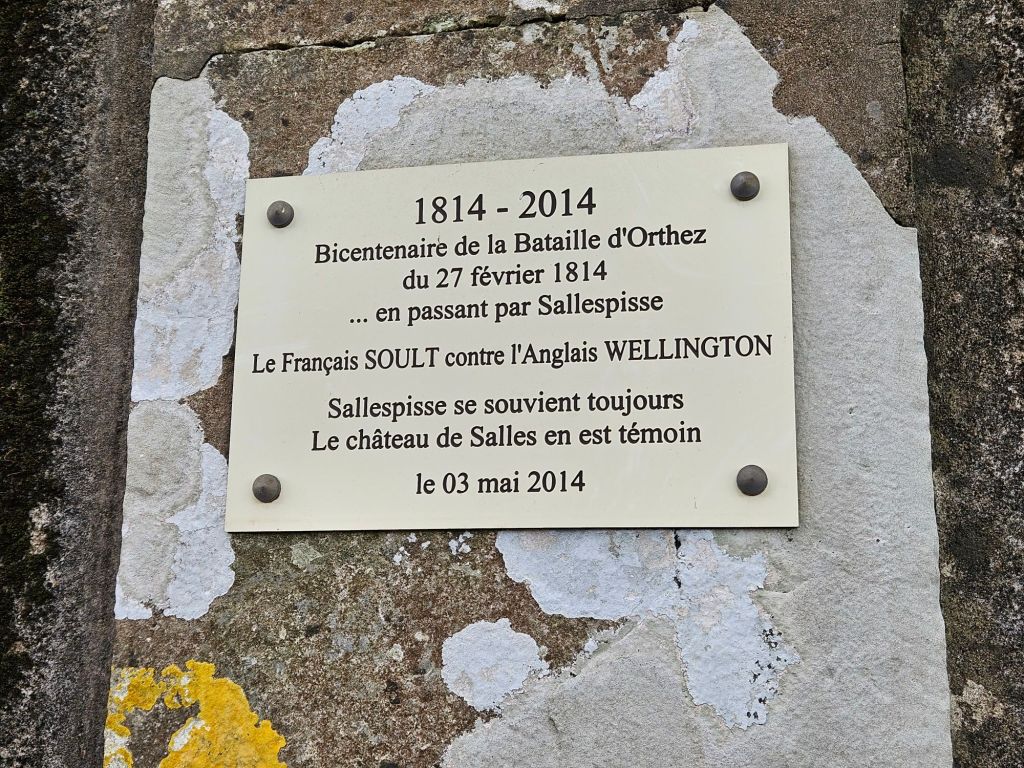 1814 - 2014
Bicentenaire de la Bataille d'Orthez
du 27 février 1814
... en passant par Sallespisse
Le Français SOULT contre l'Anglais WELLINGTON
Sallespisse se souvient toujours
Le château de Salles en est témoin
le 03 mai 2014